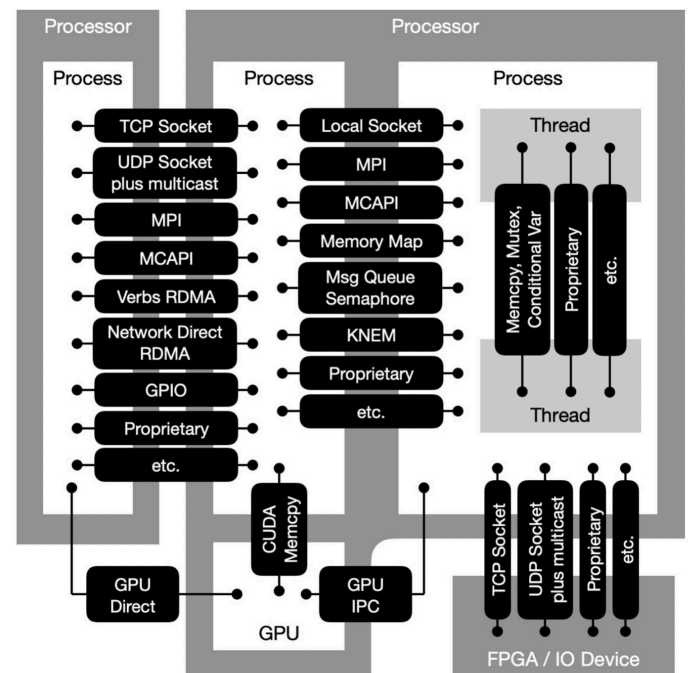 Processor
Processor
Process
Process
Process
TCP Socket
UDP Socket
plus multicast
MPI
MCAPI
Verbs RDMA
Network Direct
RDMA
GPIO
Proprietary
etc.
Local Socket
MPI
MCAPI
Memory Map
Msg Queue
Semaphore
KNEM
Proprietary
etc.
Thread
Memcpy, Mutex,
Conditional Var
Proprietary
etc.
Thread
CUDA
Memcpy
GPU
Direct
GPU
IPC
GPU
TCP Socket
UDP Socket
plus multicast
Proprietary
etc.
FPGA / IO Device